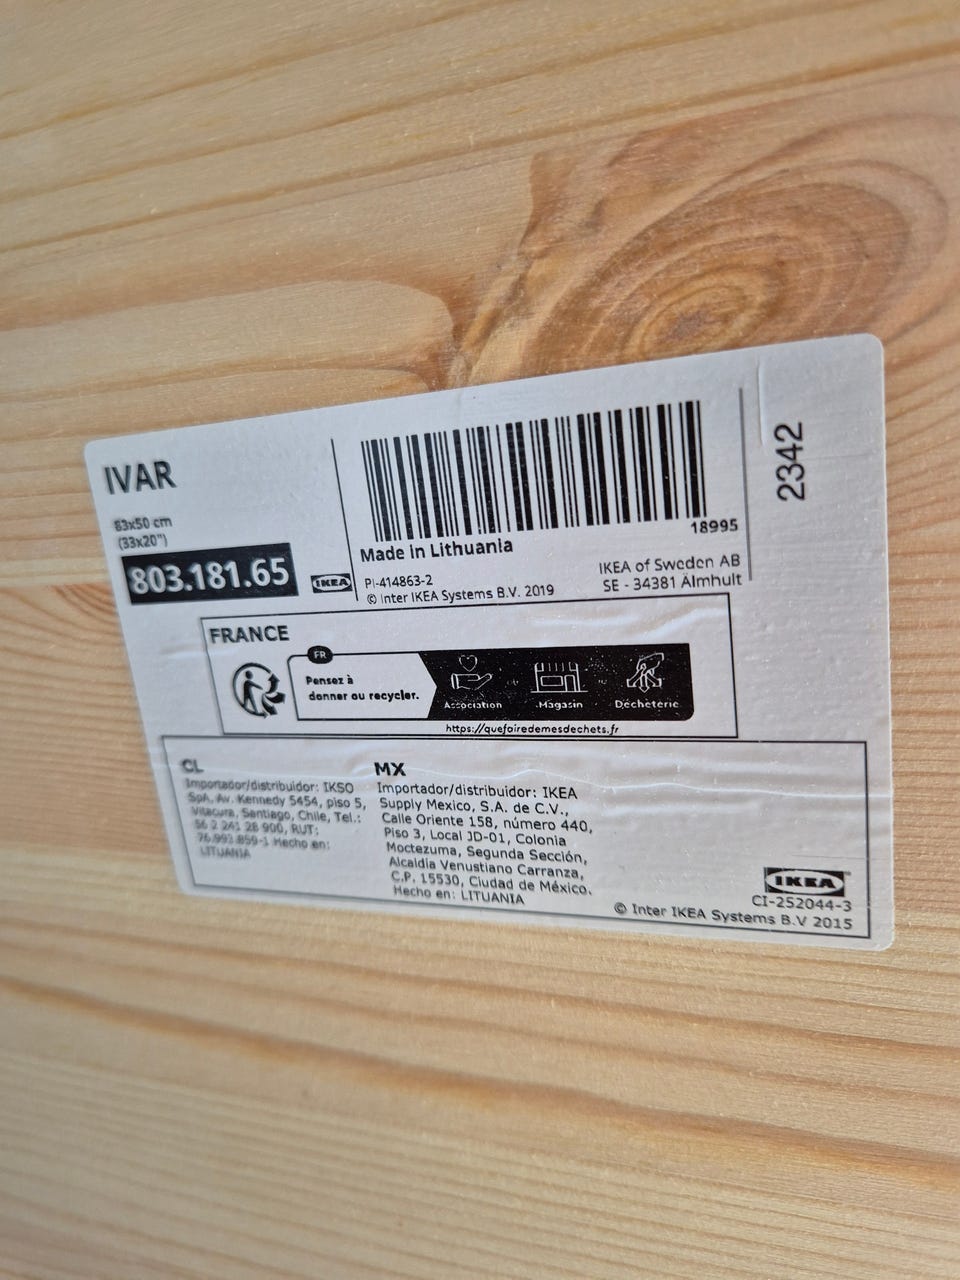 IVAR
83x50 cm
(33x20")
803.181.65
IKEA
18995
Made in Lithuania
PI-414863-2
© Inter IKEA Systems B.V. 2019
IKEA of Sweden AB
SE - 34381 Älmhult
2342
FRANCE
FR
Pensez à
donner ou recycler.
Association
Magasin
Déchèterie
https://quefairedemesdechets.fr
CL
Importador/distribuidor: IKSO
SpA, Av. Kennedy 5454, piso 5,
Vitacura, Santiago, Chile, Tel.:
56 2 241 28 900, RUT:
76.993.859-1 Hecho en:
LITUANIA
MX
Importador/distribuidor: IKEA
Supply Mexico, S.A. de C.V.,
Calle Oriente 158, número 440,
Piso 3, Local JD-01, Colonia
Moctezuma, Segunda Sección,
Alcaldía Venustiano Carranza,
C.P. 15530, Ciudad de México.
Hecho en: LITUANIA
IKEA
CI-252044-3
© Inter IKEA Systems B.V 2015